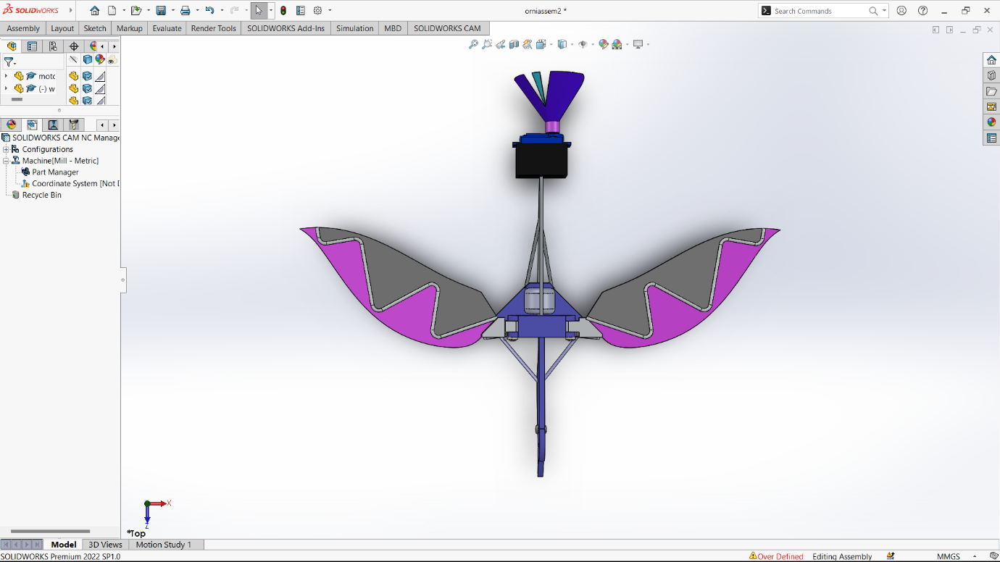 SOLIDWORKS
orniassem2 *
Search Commands
Assembly Layout Sketch Markup Evaluate Render Tools SOLIDWORKS Add-Ins Simulation MBD SOLIDWORKS CAM
motc
(-) w
SOLIDWORKS CAM NC Manage
Configurations
Machine[Mill - Metric]
Part Manager
Coordinate System [Not D
Recycle Bin
X
Z
*Top
Model 3D Views Motion Study 1
SOLIDWORKS Premium 2022 SP1.0 Over Defined Editing Assembly MMGS